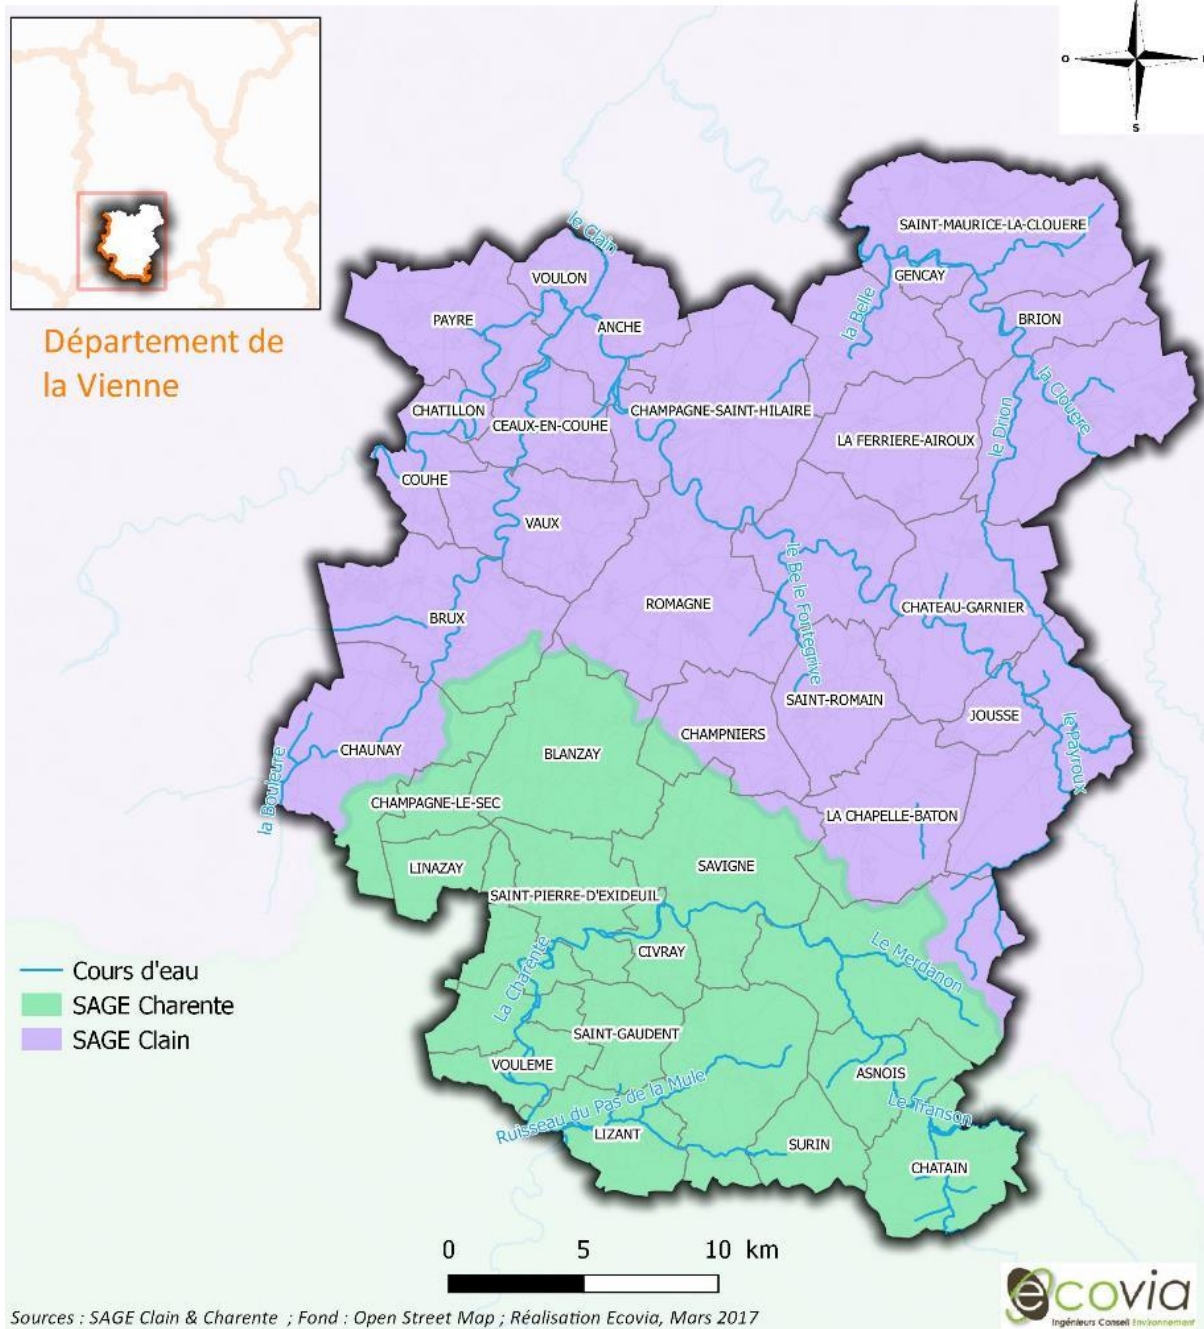 O
S
Département de
la Vienne
le Clain
SAINT-MAURICE-LA-CLOUERE
VOULON
GENCAY
PAYRE
ANCHE
la Belle
BRION
CHATILLON
CEAUX-EN-COUHE
CHAMPAGNE-SAINT-HILAIRE
la Clouere
le Drion
LA FERRIERE-AIROUX
COUHE
VAUX
le Be le Fontegrive
BRUX
ROMAGNE
CHATEAU-GARNIER
SAINT-ROMAIN
JOUSSE
le Payroux
CHAUNAY
BLANZAY
CHAMPNIERS
la Bouleure
CHAMPAGNE-LE-SEC
LA CHAPELLE-BATON
LINAZAY
SAVIGNE
SAINT-PIERRE-D'EXIDEUIL
CIVRAY
Le Merdanon
La Charente
Cours d'eau
SAGE Charente
SAGE Clain
SAINT-GAUDENT
VOULEME
ASNOIS
Ruisseau du Pas de la Mule
Le Transon
LIZANT
SURIN
CHATAIN
0 5 10 km
ecovia
Ingénieurs Conseil Environnement
Sources : SAGE Clain & Charente ; Fond : Open Street Map ; Réalisation Ecovia, Mars 2017